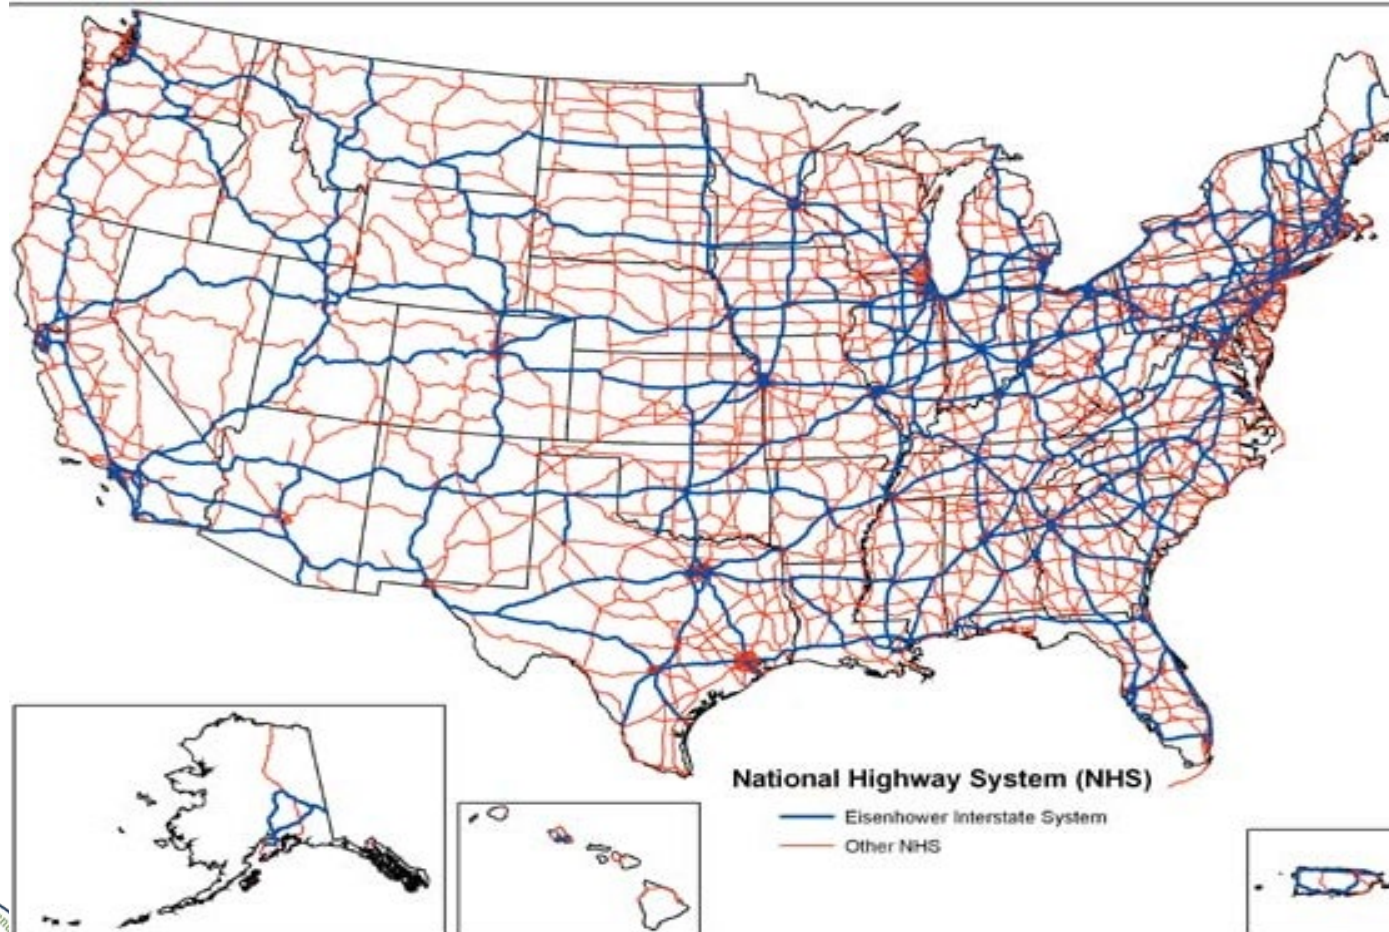 National Highway System (NHS)
Eisenhower Interstate System
Other NHS